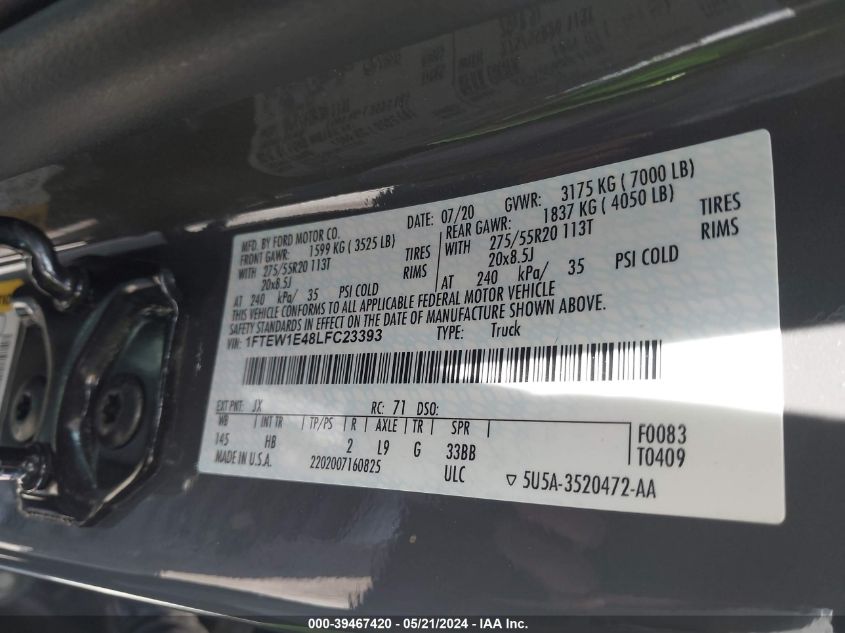 MFD. BY FORD MOTOR CO.
DATE: 07/20 GVWR: 3175 KG ( 7000 LB)
FRONT GAWR: 1599 KG ( 3525 LB) REAR GAWR: 1837 KG ( 4050 LB)
WITH 275/55R20 113T TIRES WITH 275/55R20 113T TIRES
20x8.5J RIMS 20x8.5J RIMS
AT 240 kPa/ 35 PSI COLD AT 240 kPa/ 35 PSI COLD
THIS VEHICLE CONFORMS TO ALL APPLICABLE FEDERAL MOTOR VEHICLE
SAFETY STANDARDS IN EFFECT ON THE DATE OF MANUFACTURE SHOWN ABOVE.
VIN: 1FTEW1E48LFC23393 TYPE: Truck
EXT PNT: JX RC: 71 DSO:
WB INT TR TP/PS R AXLE TR SPR
145 HB 2 L9 G 33BB
F0083
T0409
MADE IN U.S.A. 2202007160825 ULC
5U5A-3520472-AA
000-39467420 - 05/21/2024 - IAA Inc.